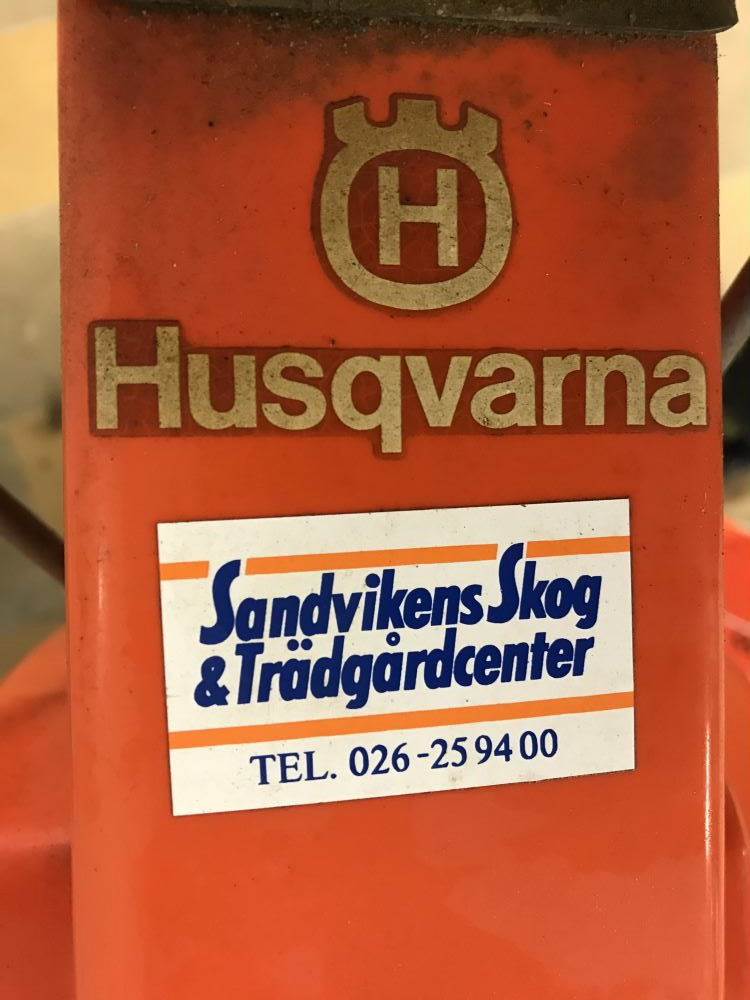 H
Husqvarna
Sandvikens Skog
& Trädgårdcenter
TEL. 026-25 94 00